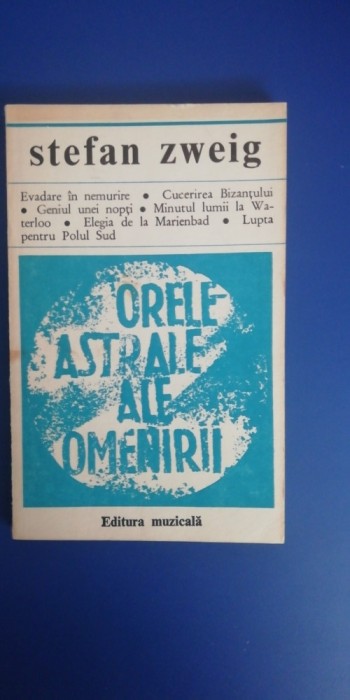 stefan zweig
Evadare în nemurire • Cucerirea Bizanțului
• Geniul unei nopți • Minutul lumii la Wa-
terloo • Elegia de la Marienbad • Lupta
pentru Polul Sud
ORELE
ASTRALE
ALE
OMENIRII
Editura muzicală